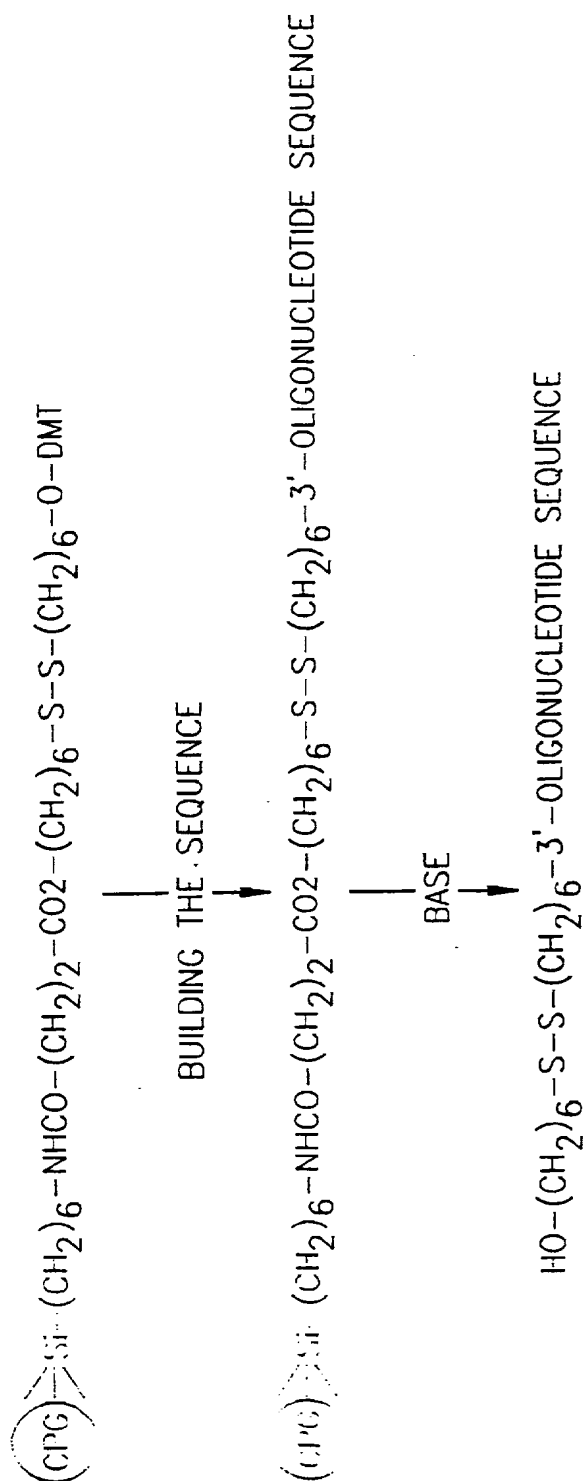 (CPG) Si (CH2)6-NHCO-(CH2)2-CO2-(CH2)6-S-S-(CH2)6-O-DMT
BUILDING THE SEQUENCE
(CPG) Si (CH2)6-NHCO-(CH2)2-CO2-(CH2)6-S-S-(CH2)6-3'-OLIGONUCLEOTIDE SEQUENCE
BASE
HO-(CH2)6-S-S-(CH2)6-3'-OLIGONUCLEOTIDE SEQUENCE